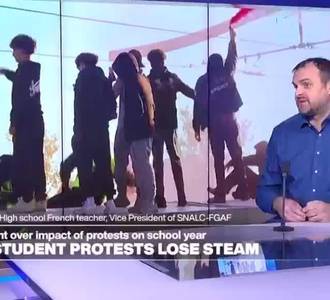 High school French teacher, Vice President of SNALC-FGAF
nt over impact of protests on school year
STUDENT PROTESTS LOSE STEAM